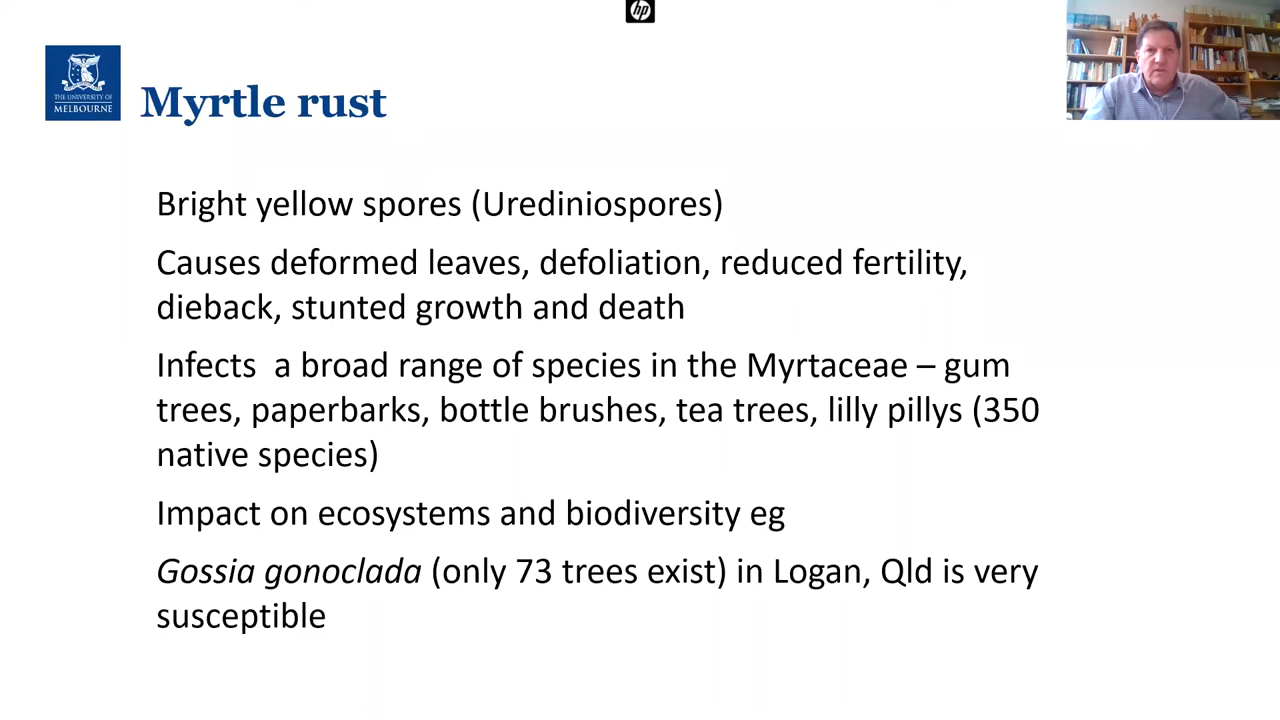 hp
THE UNIVERSITY OF
MELBOURNE
Myrtle rust
Bright yellow spores (Urediniospores)
Causes deformed leaves, defoliation, reduced fertility,
dieback, stunted growth and death
Infects  a broad range of species in the Myrtaceae – gum
trees, paperbarks, bottle brushes, tea trees, lilly pillys (350
native species)
Impact on ecosystems and biodiversity eg
Gossia gonoclada (only 73 trees exist) in Logan, Qld is very
susceptible